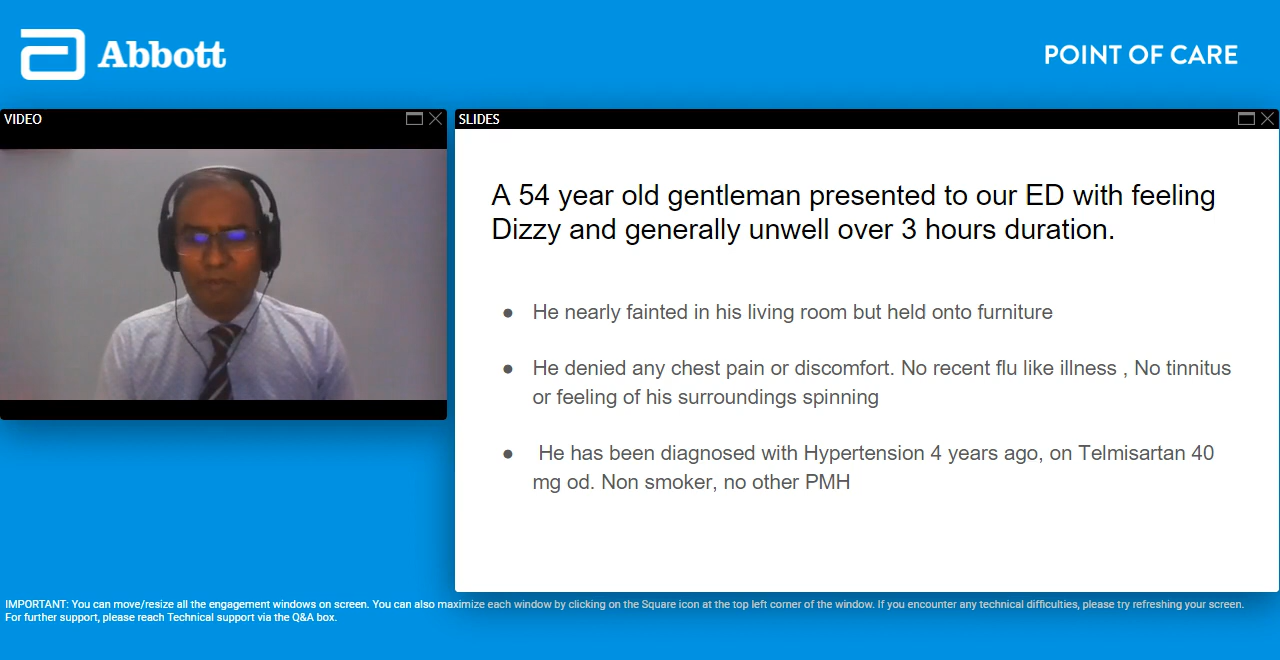 Abbott
POINT OF CARE
VIDEO
SLIDES
A 54 year old gentleman presented to our ED with feeling
Dizzy and generally unwell over 3 hours duration.
● He nearly fainted in his living room but held onto furniture
● He denied any chest pain or discomfort. No recent flu like illness , No tinnitus
or feeling of his surroundings spinning
● He has been diagnosed with Hypertension 4 years ago, on Telmisartan 40
mg od. Non smoker, no other PMH
IMPORTANT: You can move/resize all the engagement windows on screen. You can also maximize each window by clicking on the Square icon at the top left corner of the window. If you encounter any technical difficulties, please try refreshing your screen.
For further support, please reach Technical support via the Q&A box.